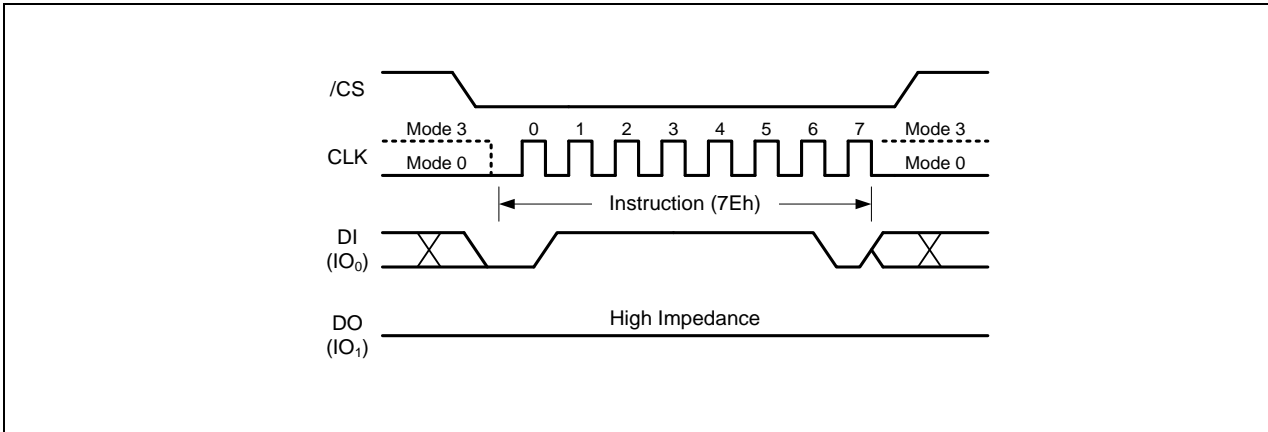 /CS
Mode 3 0 1 2 3 4 5 6 7 Mode 3
CLK
Mode 0 Mode 0
Instruction (7Eh)
DI
(IO₀)
DO High Impedance
(IO₁)